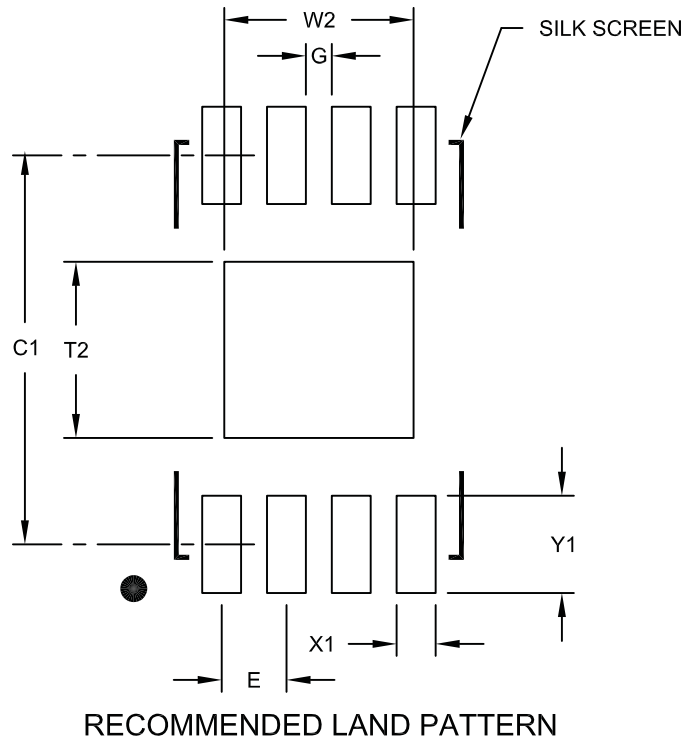 W2
SILK SCREEN
G
C1
T2
Y1
X1
E
RECOMMENDED LAND PATTERN